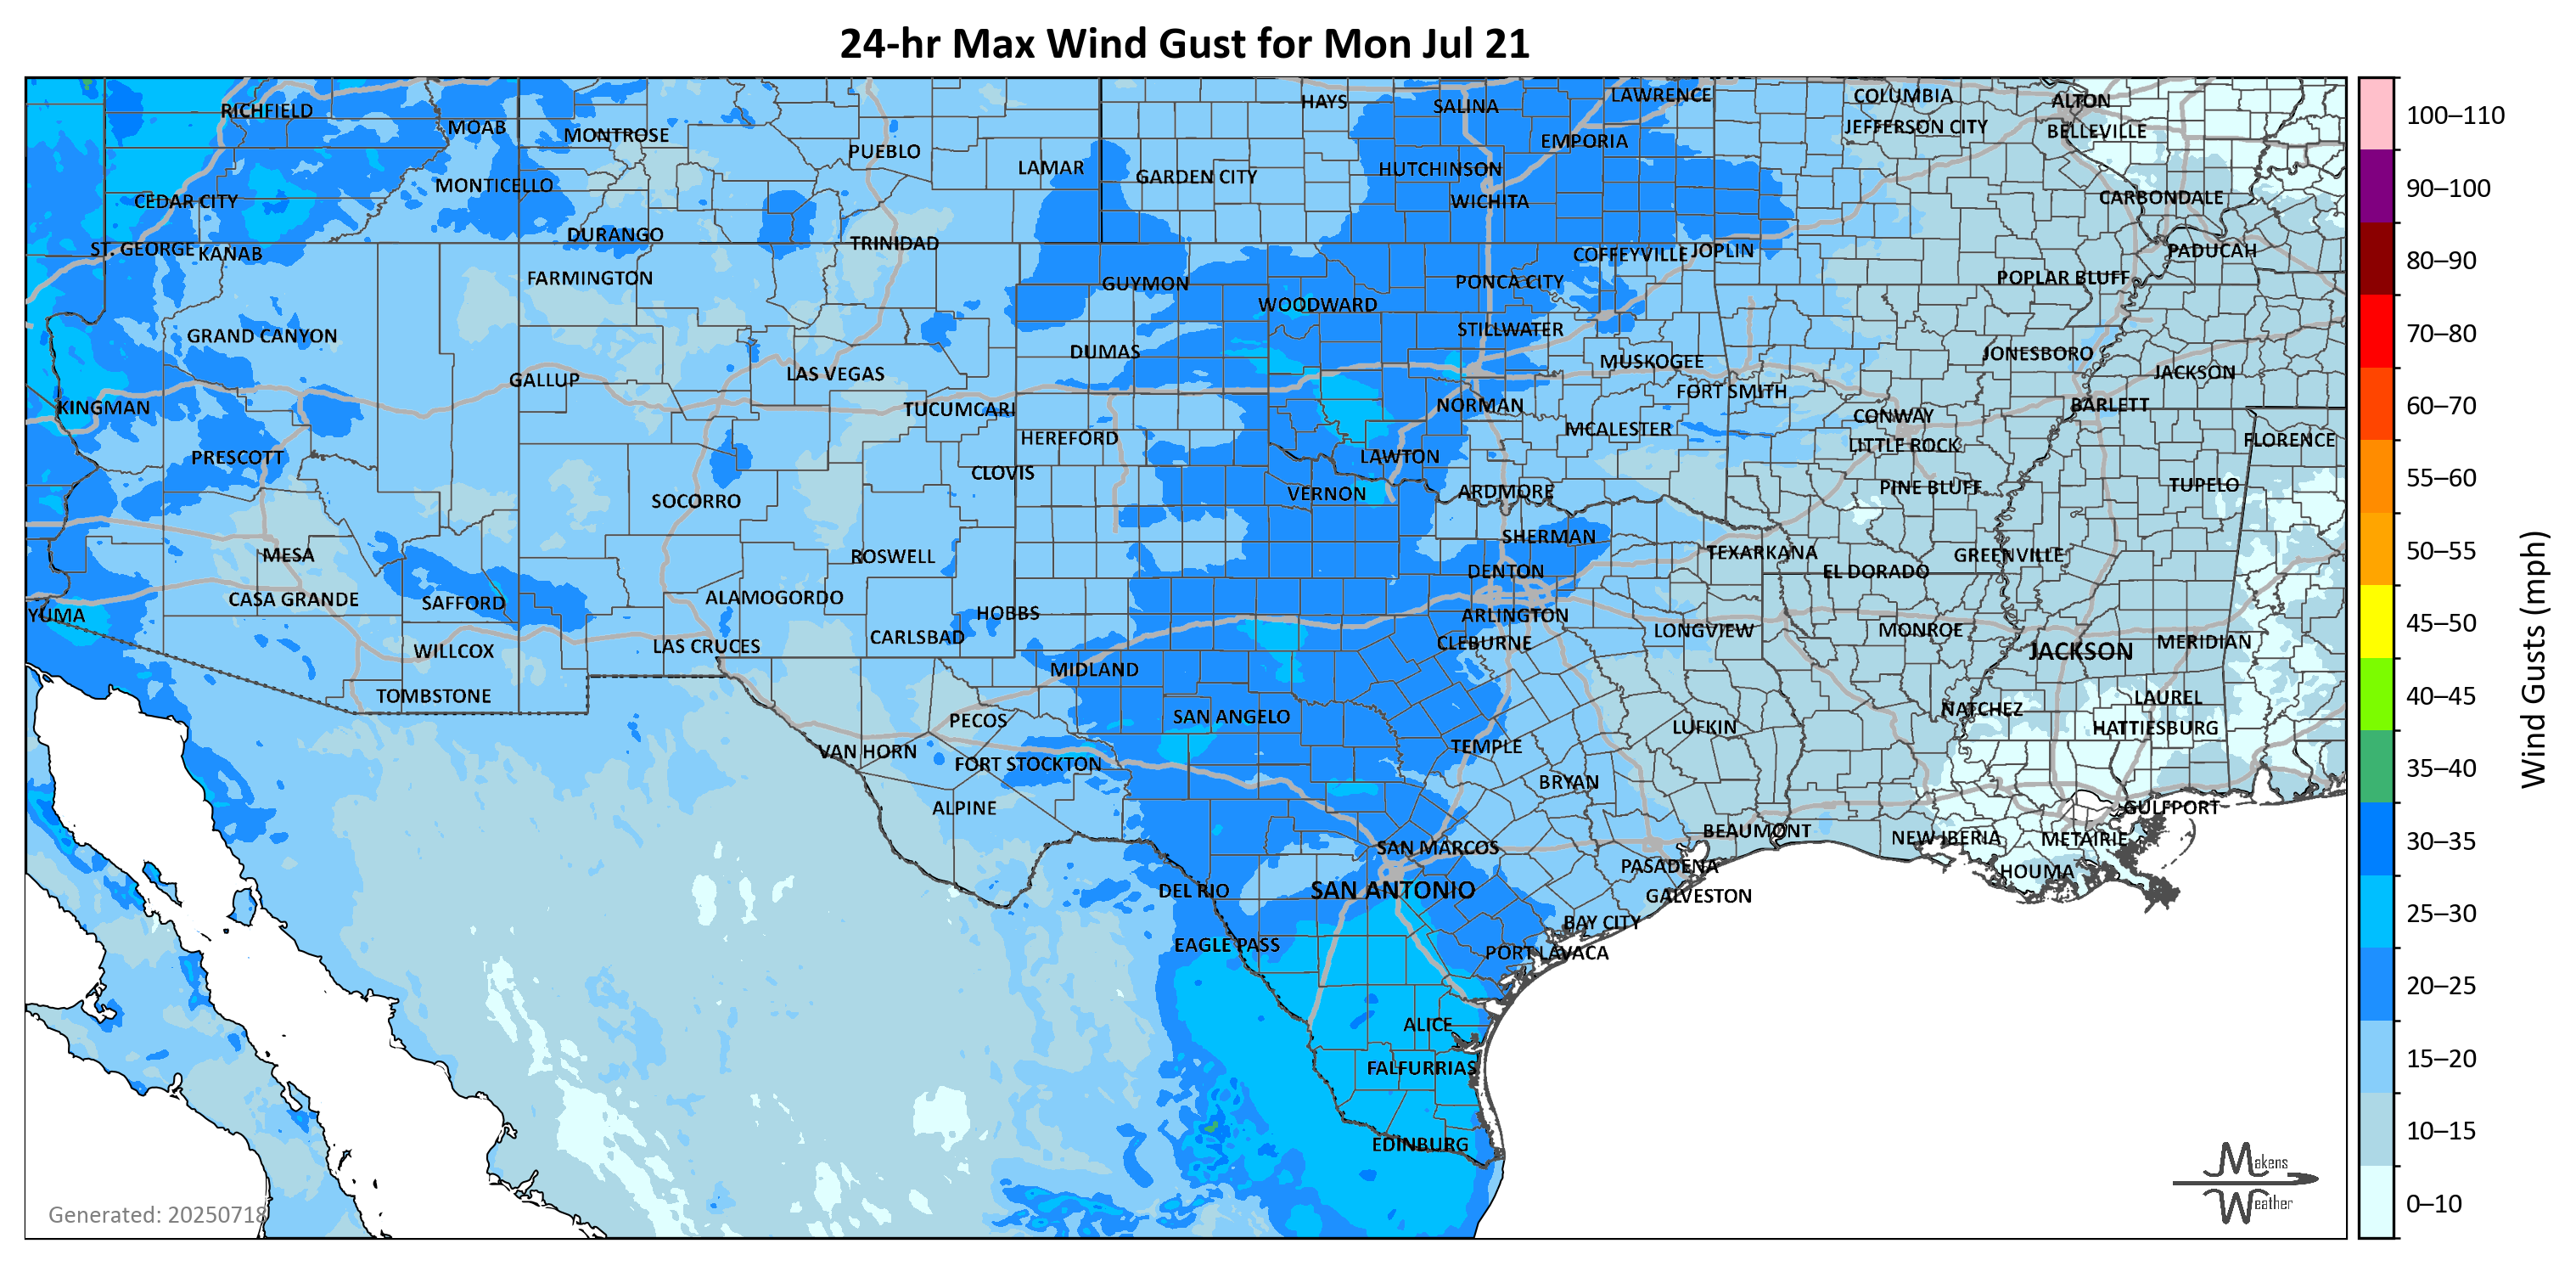 24-hr Max Wind Gust for Mon Jul 21
RICHFIELD
MOAB
MONTROSE
PUEBLO
LAMAR
HAYS
SALINA
LAWRENCE
COLUMBIA
ALTON
JEFFERSON CITY
BELLEVILLE
EMPORIA
GARDEN CITY
HUTCHINSON
MONTICELLO
CEDAR CITY
WICHITA
CARBONDALE
DURANGO
TRINIDAD
ST. GEORGE
KANAB
COFFEYVILLE
JOPLIN
PADUCAH
FARMINGTON
GUYMON
PONCA CITY
POPLAR BLUFF
WOODWARD
GRAND CANYON
STILLWATER
DUMAS
MUSKOGEE
JONESBORO
GALLUP
LAS VEGAS
FORT SMITH
JACKSON
KINGMAN
TUCUMCARI
NORMAN
CONWAY
BARLETT
HEREFORD
MCALESTER
LITTLE ROCK
FLORENCE
PRESCOTT
CLOVIS
LAWTON
SOCORRO
VERNON
ARDMORE
PINE BLUFF
TUPELO
MESA
ROSWELL
SHERMAN
TEXARKANA
GREENVILLE
DENTON
EL DORADO
CASA GRANDE
SAFFORD
ALAMOGORDO
HOBBS
YUMA
ARLINGTON
CARLSBAD
CLEBURNE
LONGVIEW
MONROE
MERIDIAN
WILLCOX
LAS CRUCES
JACKSON
MIDLAND
TOMBSTONE
PECOS
SAN ANGELO
LUFKIN
NATCHEZ
LAUREL
HATTIESBURG
VAN HORN
FORT STOCKTON
TEMPLE
BRYAN
ALPINE
GULFPORT
BEAUMONT
NEW IBERIA
METAIRIE
SAN MARCOS
PASADENA
HOUMA
DEL RIO
SAN ANTONIO
GALVESTON
BAY CITY
EAGLE PASS
PORT LAVACA
ALICE
FALFURRIAS
EDINBURG
Generated: 20250718
Makens
Weather
100–110
90–100
80–90
70–80
60–70
55–60
50–55
45–50
40–45
35–40
30–35
25–30
20–25
15–20
10–15
0–10
Wind Gusts (mph)